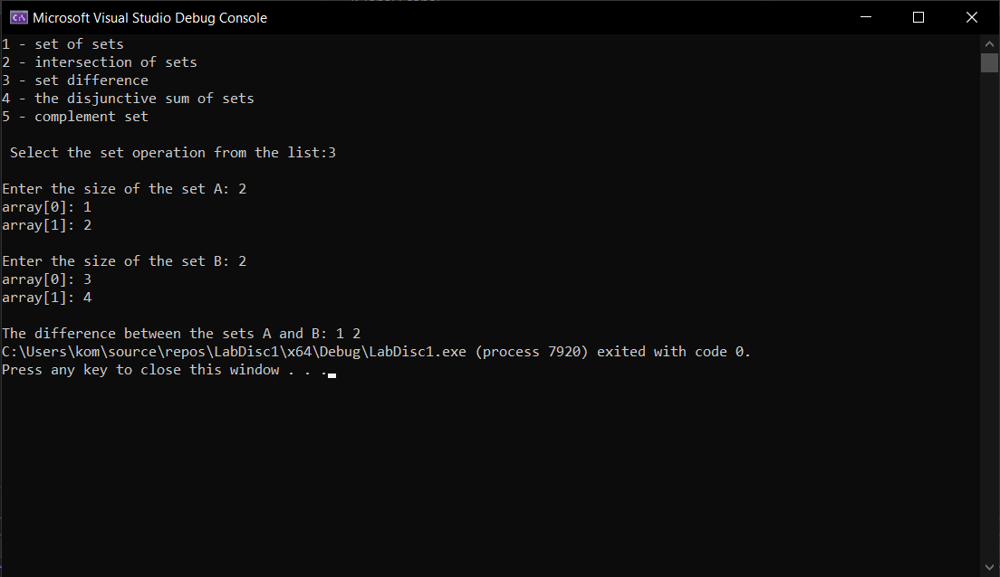 Microsoft Visual Studio Debug Console
1 - set of sets
2 - intersection of sets
3 - set difference
4 - the disjunctive sum of sets
5 - complement set
Select the set operation from the list:3
Enter the size of the set A: 2
array[0]: 1
array[1]: 2
Enter the size of the set B: 2
array[0]: 3
array[1]: 4
The difference between the sets A and B: 1 2
C:\Users\kom\source\repos\LabDisc1\x64\Debug\LabDisc1.exe (process 7920) exited with code 0.
Press any key to close this window . . .